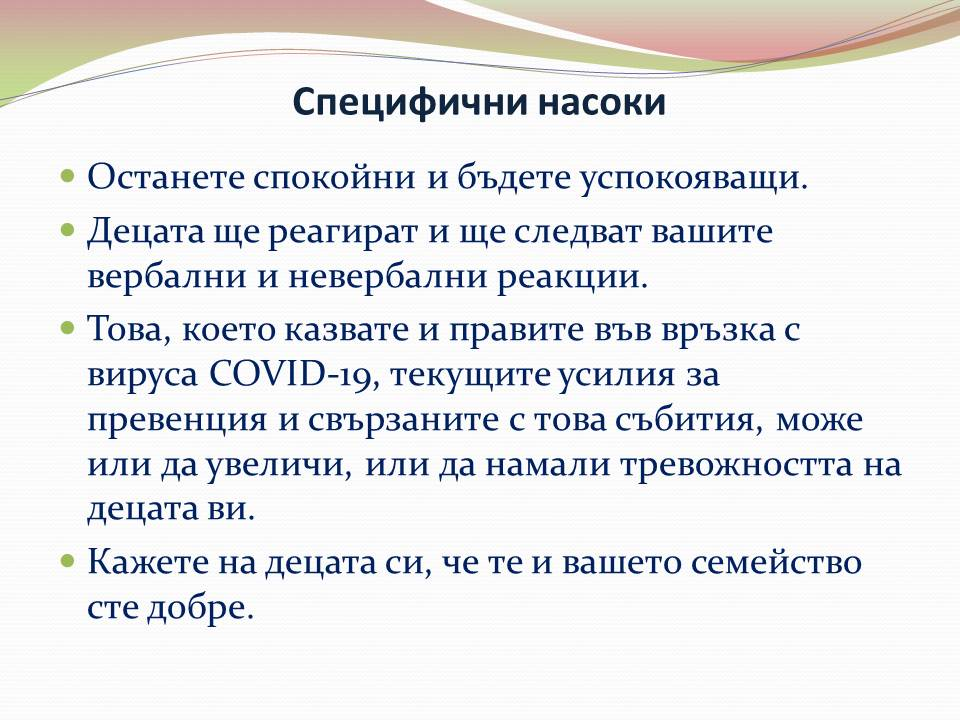 Специфични насоки
Останете спокойни и бъдете успокояващи.
Децата ще реагират и ще следват вашите
вербални и невербални реакции.
Това, което казвате и правите във връзка с
вируса COVID-19, текущите усилия за
превенция и свързаните с това събития, може
или да увеличи, или да намали тревожността на
децата ви.
Кажете на децата си, че те и вашето семейство
сте добре.